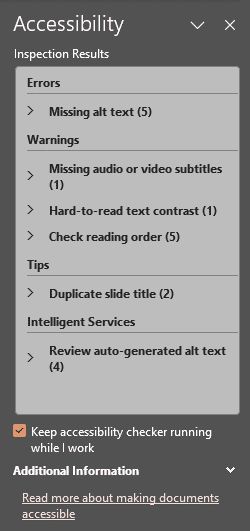 Accessibility
Inspection Results
Errors
Missing alt text (5)
Warnings
Missing audio or video subtitles
(1)
Hard-to-read text contrast (1)
Check reading order (5)
Tips
Duplicate slide title (2)
Intelligent Services
Review auto-generated alt text
(4)
Keep accessibility checker running
while I work
Additional Information
Read more about making documents
accessible